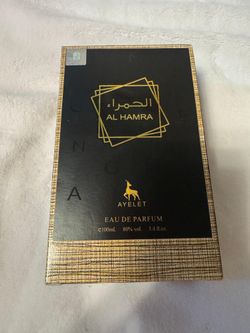 الحمراء
AL HAMRA
AYELET
EAU DE PARFUM
℮100ml. 80% vol. 3.4 fl.oz